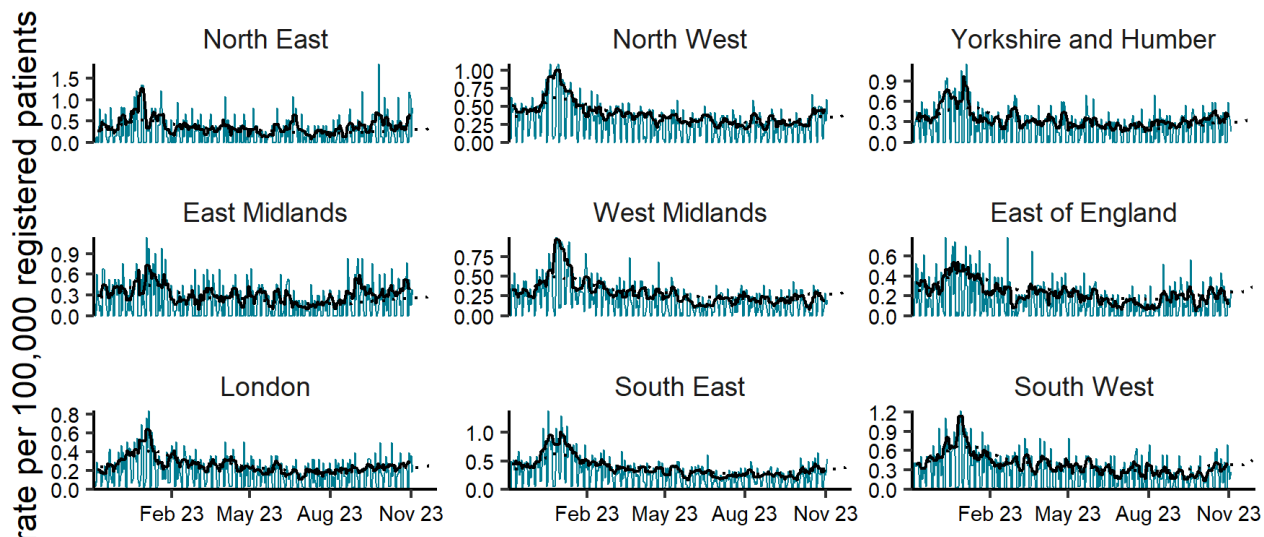 rate per 100,000 registered patients
North East
1.5
1.0
0.5
0.0
North West
1.00
0.75
0.50
0.25
0.00
Yorkshire and Humber
0.9
0.6
0.3
0.0
East Midlands
0.9
0.6
0.3
0.0
West Midlands
0.75
0.50
0.25
0.00
East of England
0.6
0.4
0.2
0.0
London
0.8
0.6
0.4
0.2
0.0
Feb 23 May 23 Aug 23 Nov 23
South East
1.0
0.5
0.0
Feb 23 May 23 Aug 23 Nov 23
South West
1.2
0.9
0.6
0.3
0.0
Feb 23 May 23 Aug 23 Nov 23